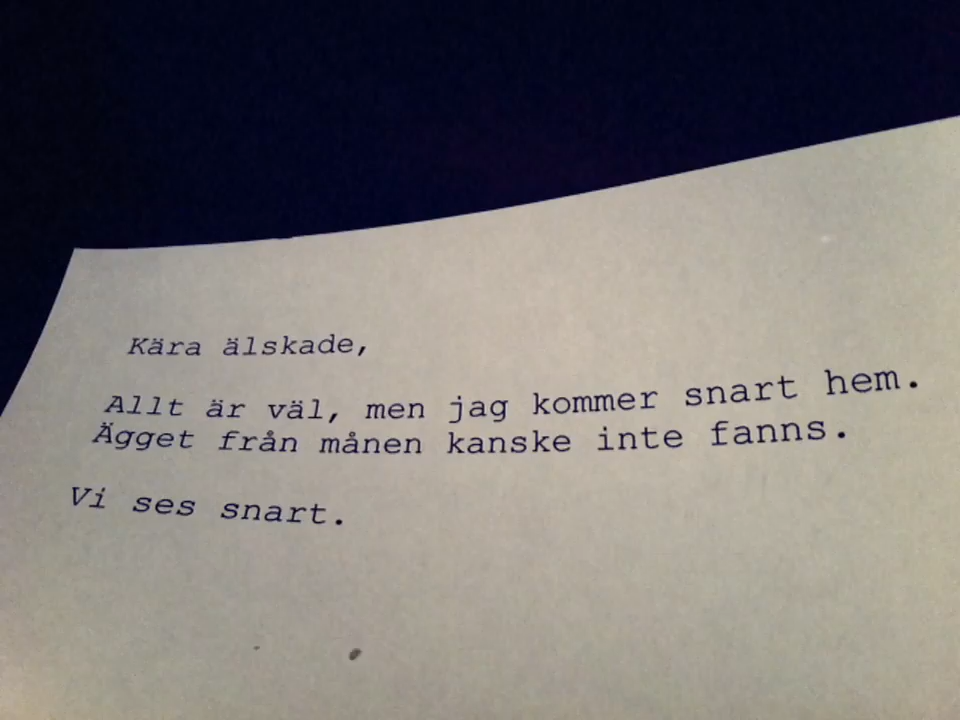 Kära älskade,
Allt är väl, men jag kommer snart hem.
Ägget från månen kanske inte fanns.
Vi ses snart.